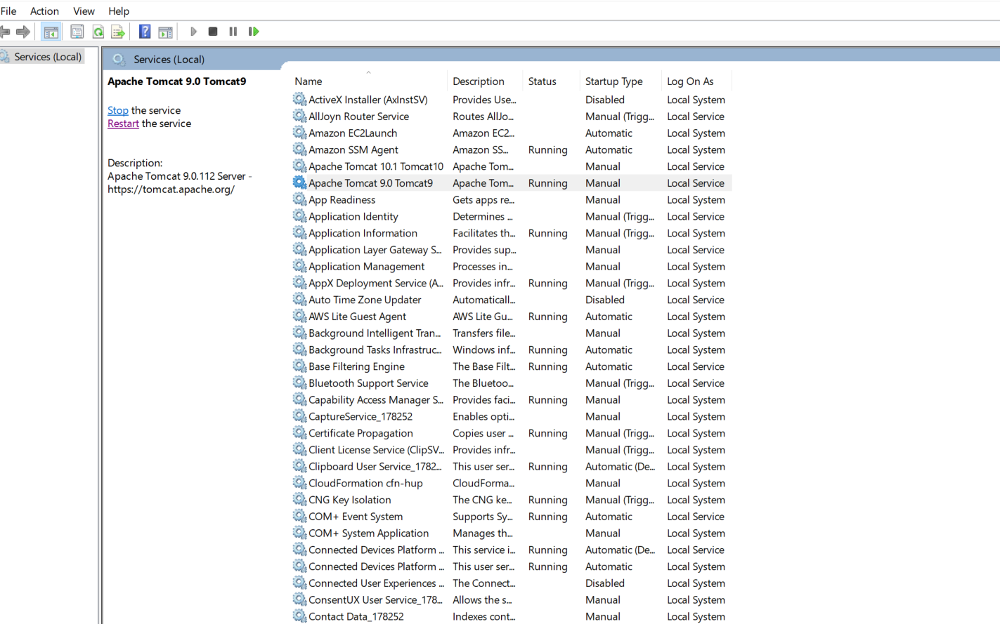 File Action View Help
Services (Local)
Services (Local)
Apache Tomcat 9.0 Tomcat9
Stop the service
Restart the service
Description:
Apache Tomcat 9.0.112 Server -
https://tomcat.apache.org/
Name Description Status Startup Type Log On As
ActiveX Installer (AxInstSV) Provides Use... Disabled Local System
AllJoyn Router Service Routes AllJo... Manual (Trigg... Local Service
Amazon EC2Launch Amazon EC2... Automatic Local System
Amazon SSM Agent Amazon SS... Running Automatic Local System
Apache Tomcat 10.1 Tomcat10 Apache Tom... Manual Local Service
Apache Tomcat 9.0 Tomcat9 Apache Tom... Running Manual Local Service
App Readiness Gets apps re... Manual Local System
Application Identity Determines ... Manual (Trigg... Local Service
Application Information Facilitates th... Running Manual (Trigg... Local System
Application Layer Gateway S... Provides sup... Manual Local Service
Application Management Processes in... Manual Local System
AppX Deployment Service (A... Provides infr... Running Manual (Trigg... Local System
Auto Time Zone Updater Automaticall... Disabled Local Service
AWS Lite Guest Agent AWS Lite Gu... Running Automatic Local System
Background Intelligent Tran... Transfers file... Manual Local System
Background Tasks Infrastruc... Windows inf... Running Automatic Local System
Base Filtering Engine The Base Filt... Running Automatic Local Service
Bluetooth Support Service The Bluetoo... Manual (Trigg... Local Service
Capability Access Manager S... Provides faci... Running Manual Local System
CaptureService_178252 Enables opti... Manual Local System
Certificate Propagation Copies user ... Running Manual (Trigg... Local System
Client License Service (ClipSV... Provides infr... Manual (Trigg... Local System
Clipboard User Service_1782... This user ser... Running Automatic (De... Local System
CloudFormation cfn-hup CloudForma... Manual Local System
CNG Key Isolation The CNG ke... Running Manual (Trigg... Local System
COM+ Event System Supports Sy... Running Automatic Local Service
COM+ System Application Manages th... Manual Local System
Connected Devices Platform ... This service i... Running Automatic (De... Local Service
Connected Devices Platform ... This user ser... Running Automatic Local System
Connected User Experiences ... The Connect... Disabled Local System
ConsentUX User Service_178... Allows the s... Manual Local System
Contact Data_178252 Indexes cont... Manual Local System